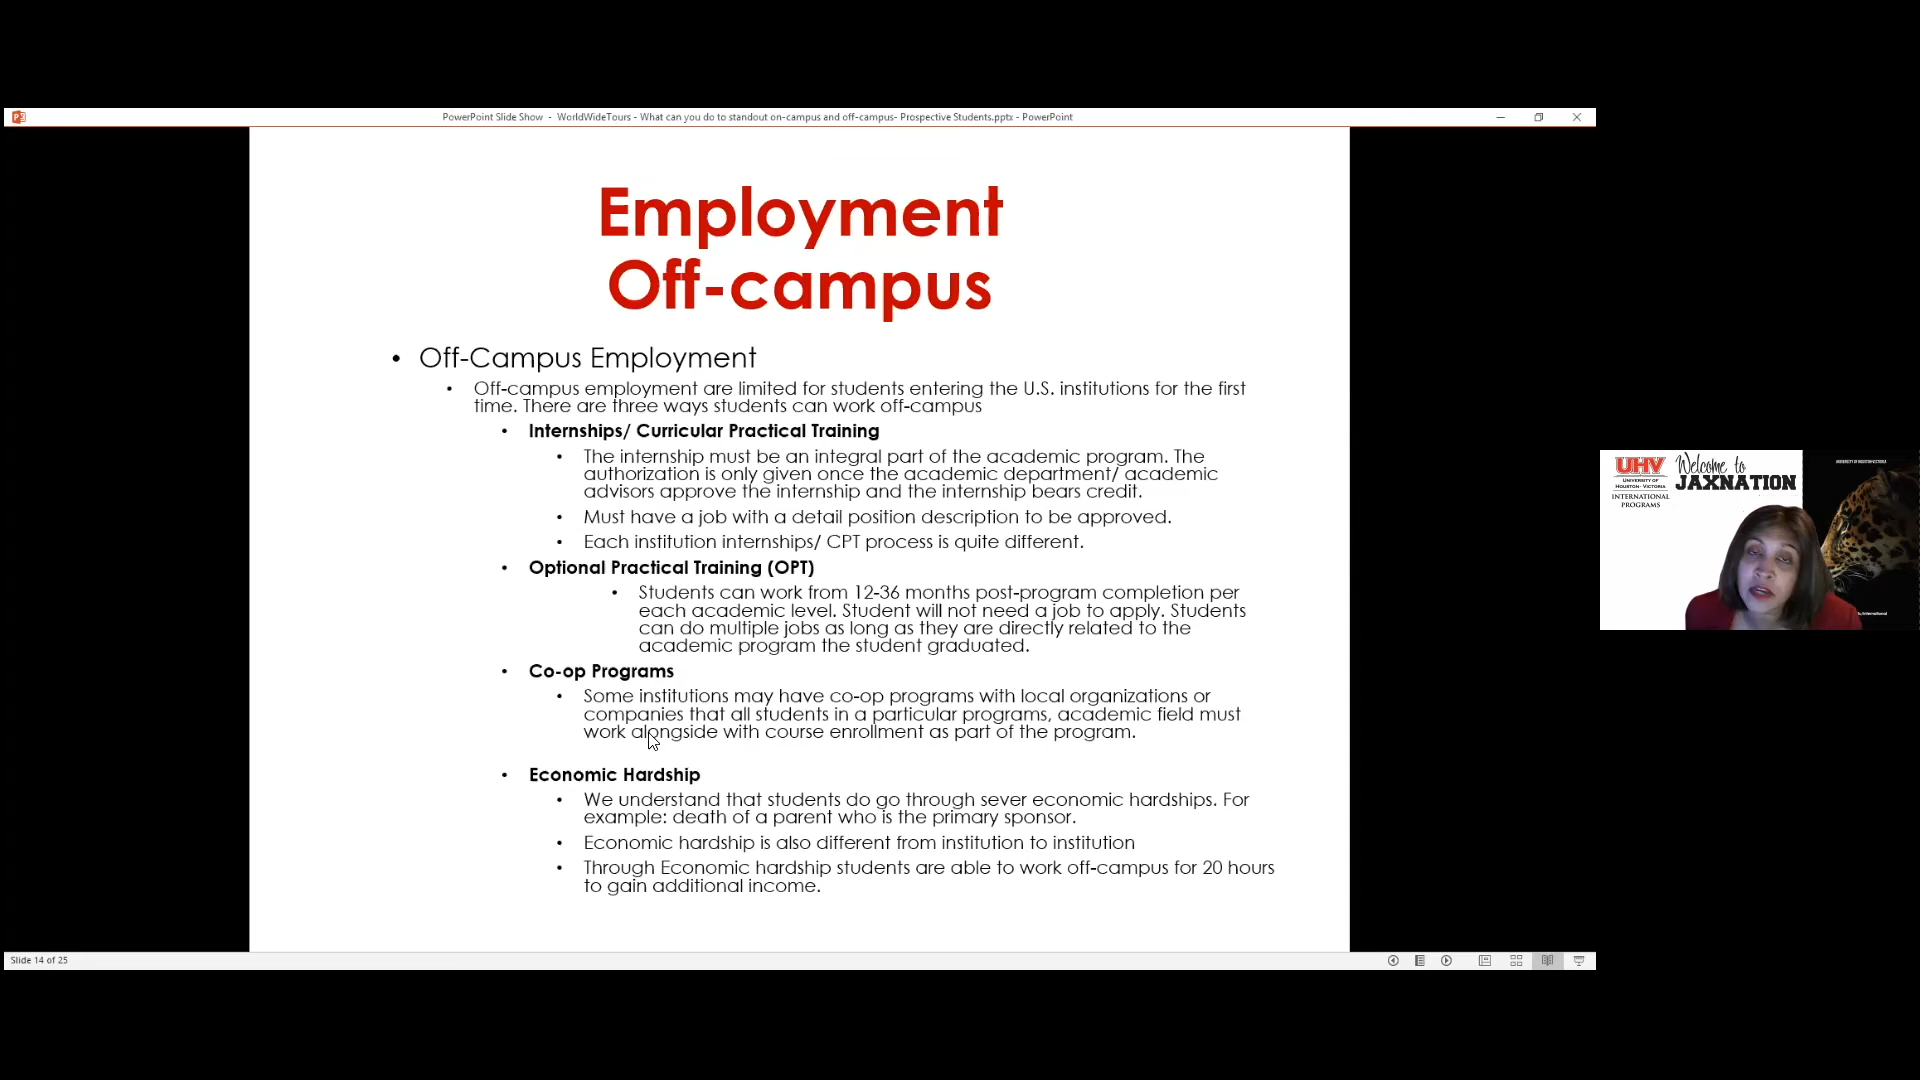 PowerPoint Slide Show - WorldWideTours - What can you do to standout on-campus and off-campus- Prospective Students.pptx - PowerPoint
Employment
Off-campus
• Off-Campus Employment
• Off-campus employment are limited for students entering the U.S. institutions for the first
time. There are three ways students can work off-campus
• Internships/ Curricular Practical Training
• The internship must be an integral part of the academic program. The
authorization is only given once the academic department/ academic
advisors approve the internship and the internship bears credit.
• Must have a job with a detail position description to be approved.
• Each institution internships/ CPT process is quite different.
• Optional Practical Training (OPT)
• Students can work from 12-36 months post-program completion per
each academic level. Student will not need a job to apply. Students
can do multiple jobs as long as they are directly related to the
academic program the student graduated.
• Co-op Programs
• Some institutions may have co-op programs with local organizations or
companies that all students in a particular programs, academic field must
work alongside with course enrollment as part of the program.
• Economic Hardship
• We understand that students do go through sever economic hardships. For
example: death of a parent who is the primary sponsor.
• Economic hardship is also different from institution to institution
• Through Economic hardship students are able to work off-campus for 20 hours
to gain additional income.
Slide 14 of 25
UHV
UNIVERSITY OF
HOUSTON-VICTORIA
INTERNATIONAL
PROGRAMS
Welcome to
JAXNATION